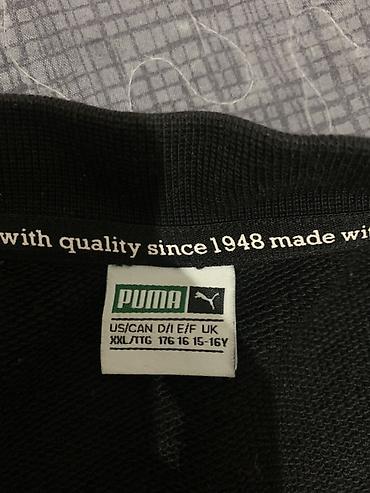 with quality since 1948 made wit
PUMA
US/CAN D/I E/F UK
XXL/TTG 176 16 15-16Y